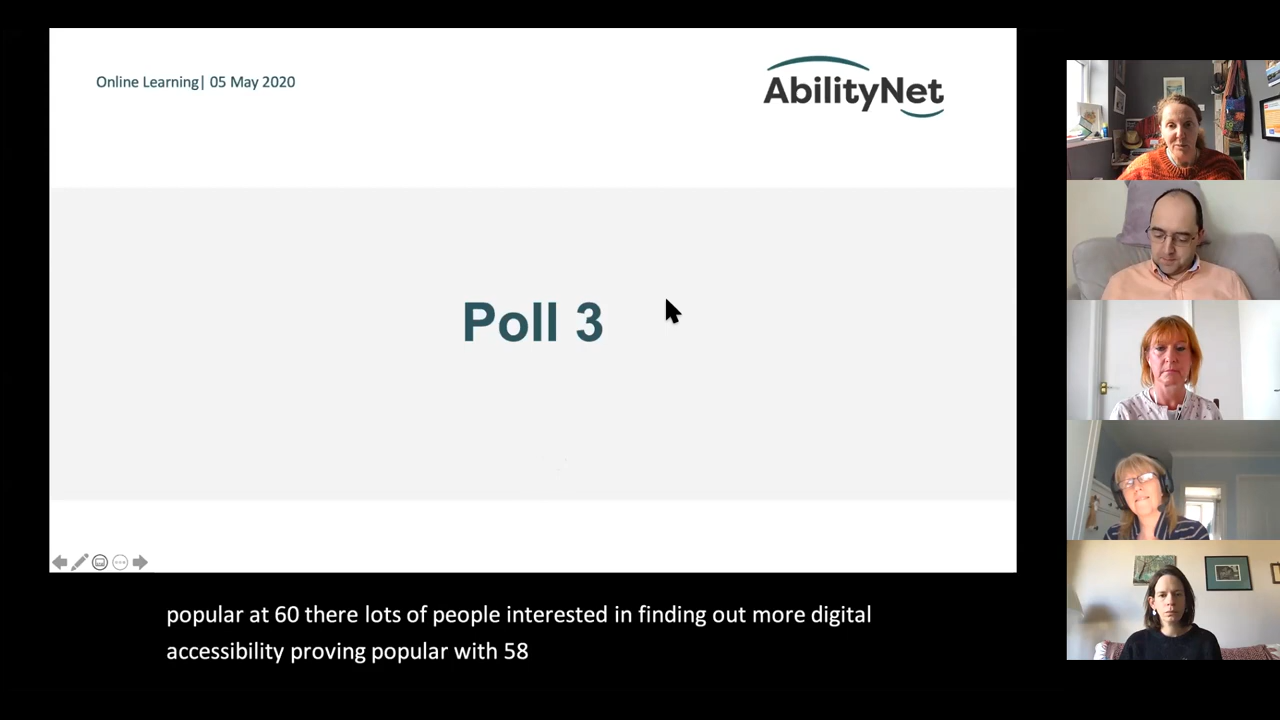 Online Learning| 05 May 2020
AbilityNet
Poll 3
popular at 60 there lots of people interested in finding out more digital
accessibility proving popular with 58